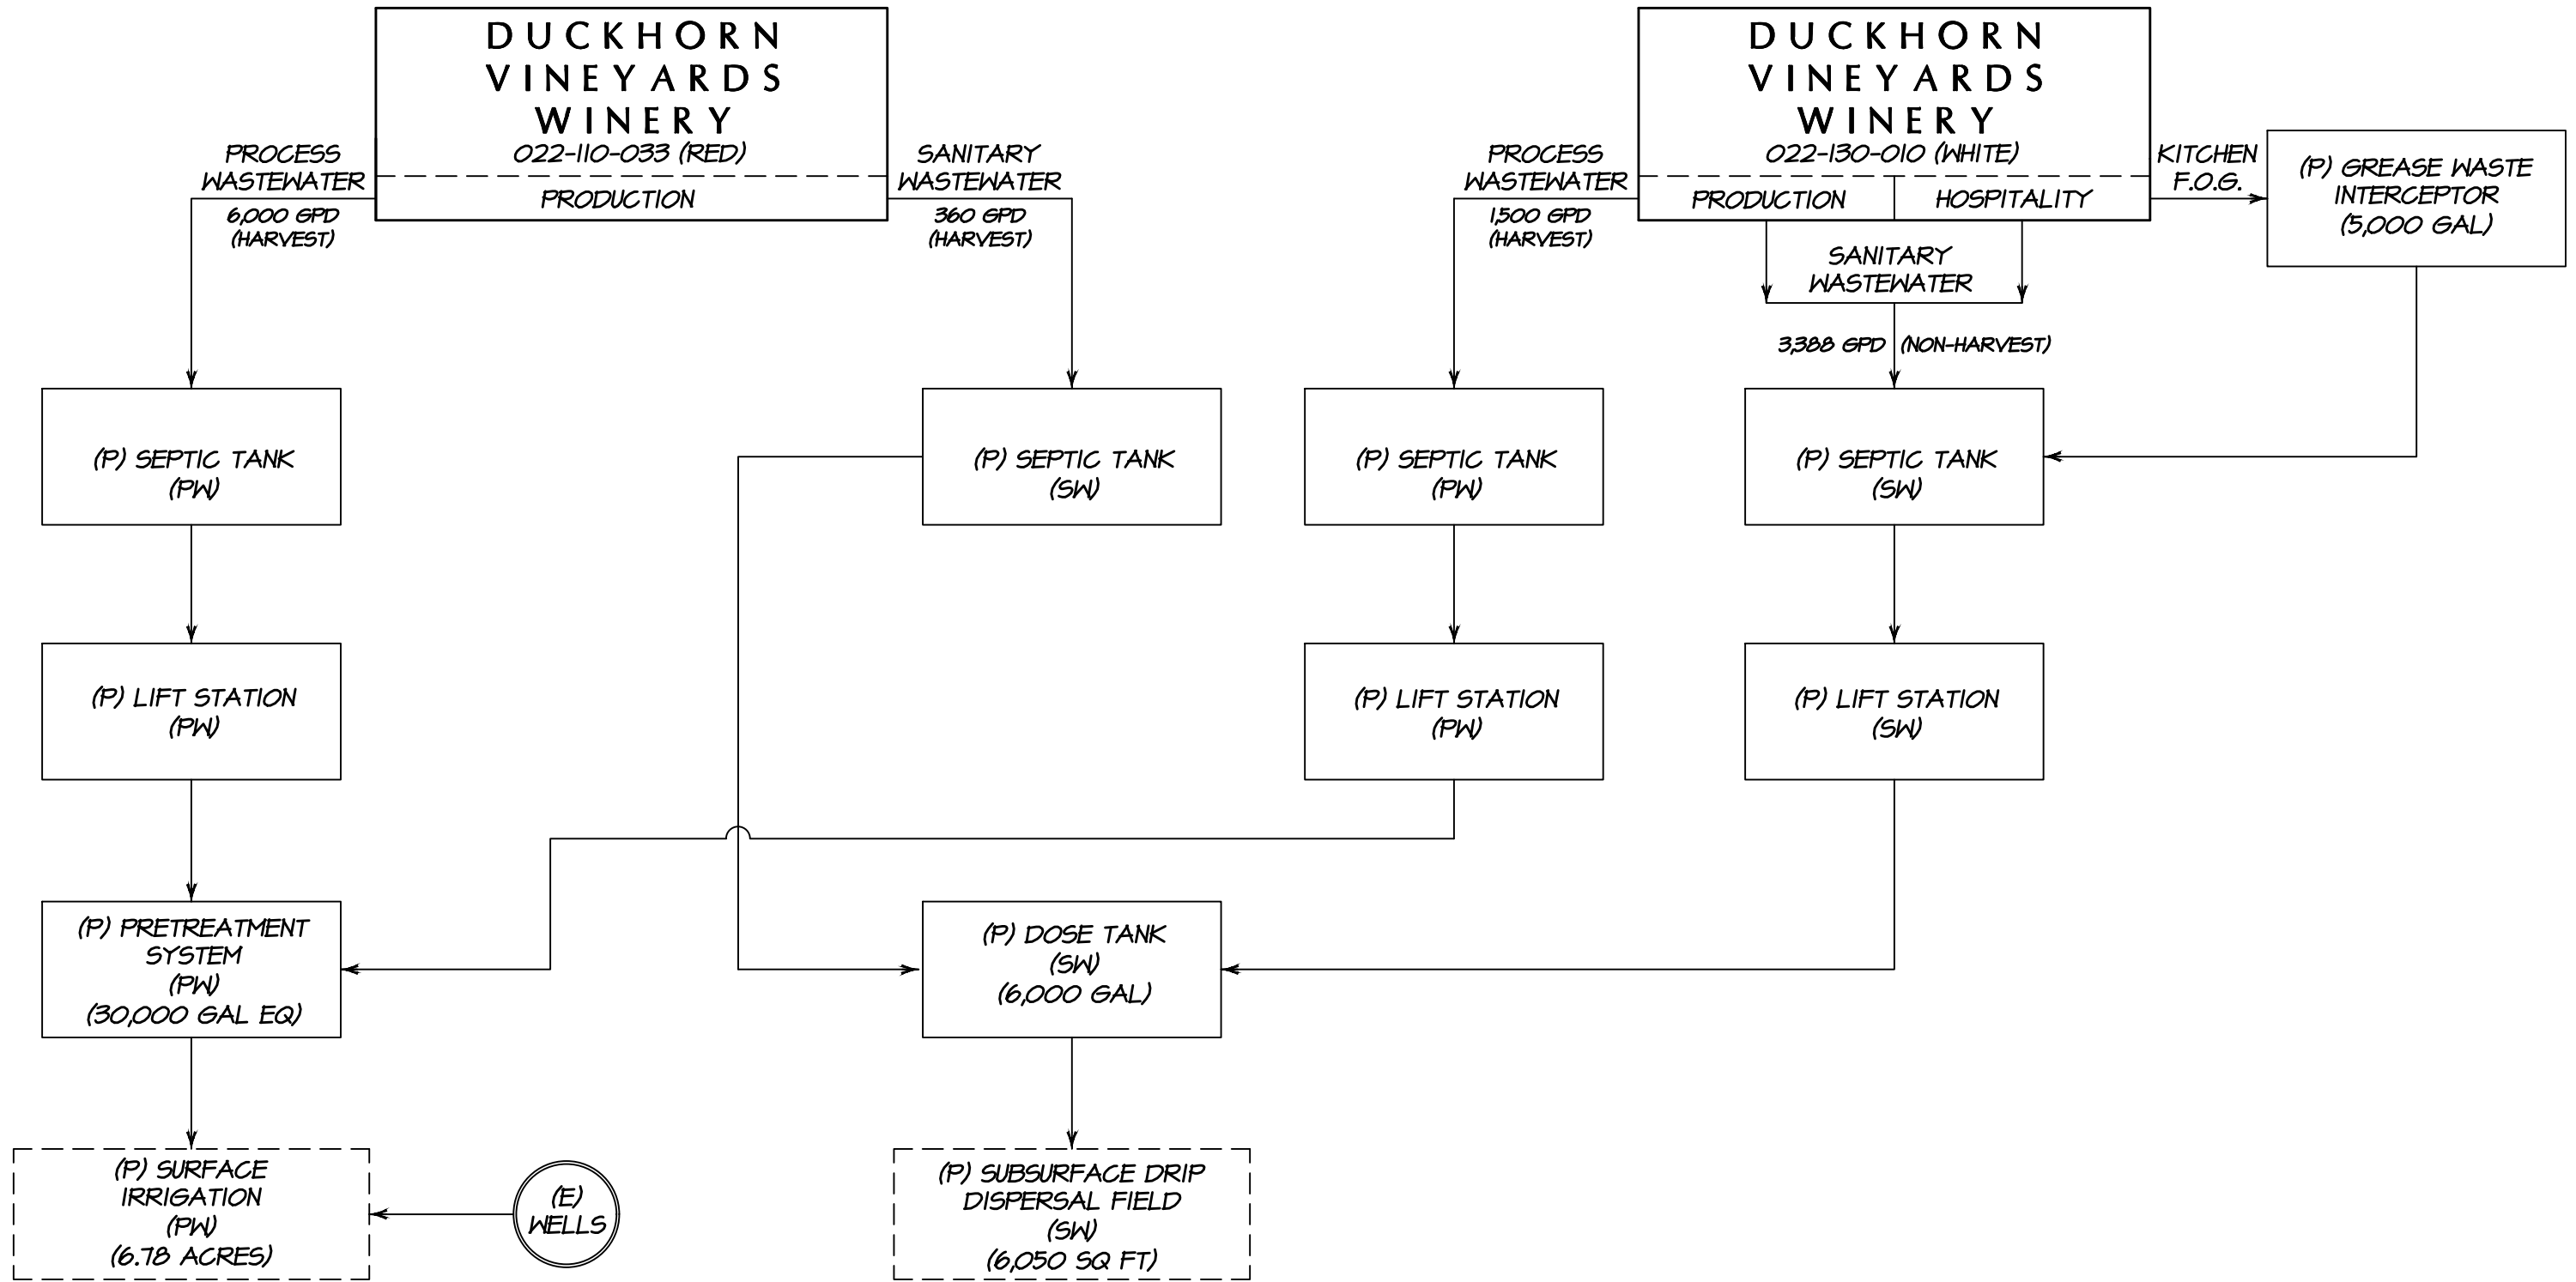 DUCKHORN
VINEYARDS
WINERY
022-110-033 (RED)
PRODUCTION
PROCESS
WASTEWATER
6,000 GPD
(HARVEST)
SANITARY
WASTEWATER
360 GPD
(HARVEST)
DUCKHORN
VINEYARDS
WINERY
022-130-010 (WHITE)
PRODUCTION
HOSPITALITY
PROCESS
WASTEWATER
1,500 GPD
(HARVEST)
KITCHEN
F.O.G.
(P) GREASE WASTE
INTERCEPTOR
(5,000 GAL)
SANITARY
WASTEWATER
3,388 GPD (NON-HARVEST)
(P) SEPTIC TANK
(PW)
(P) SEPTIC TANK
(SW)
(P) SEPTIC TANK
(PW)
(P) SEPTIC TANK
(SW)
(P) LIFT STATION
(PW)
(P) LIFT STATION
(PW)
(P) LIFT STATION
(SW)
(P) PRETREATMENT
SYSTEM
(PW)
(30,000 GAL EQ)
(P) DOSE TANK
(SW)
(6,000 GAL)
(P) SURFACE
IRRIGATION
(PW)
(6.78 ACRES)
(E)
WELLS
(P) SUBSURFACE DRIP
DISPERSAL FIELD
(SW)
(6,050 SQ FT)